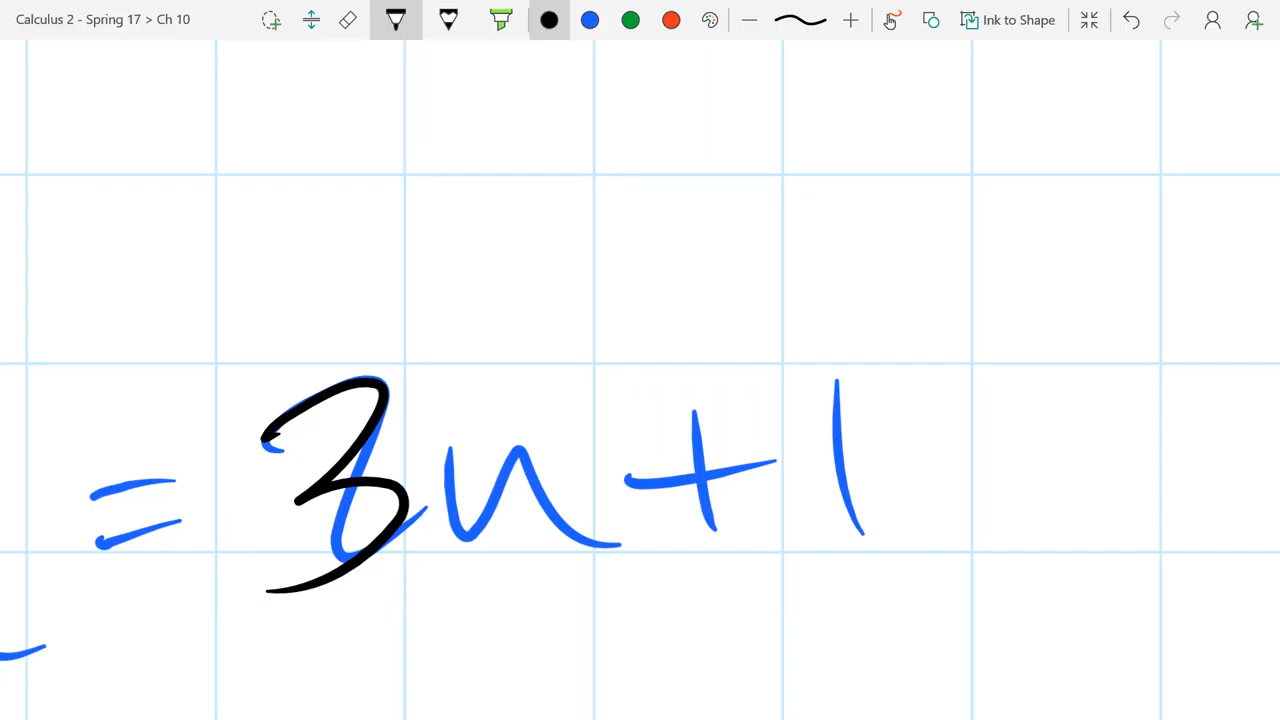 Calculus 2 - Spring 17 > Ch 10
Ink to Shape
= 3n+1